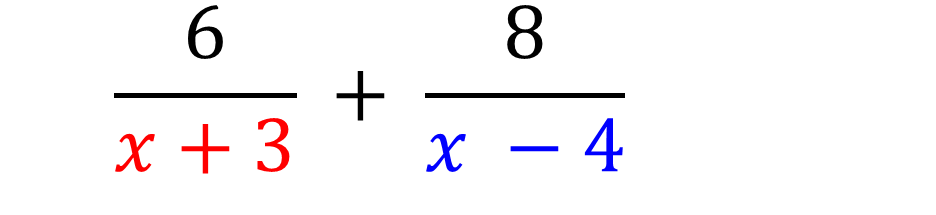 6/(x + 3) + 8/(x − 4)